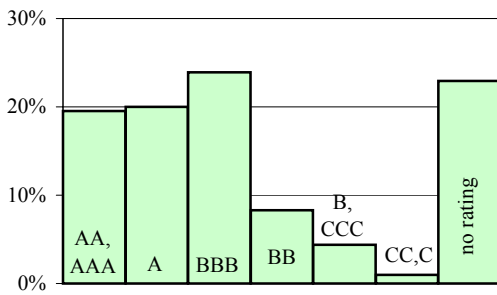 30%
20%
10%
0%
AA,
AAA
A
BBB
BB
B,
CCC
CC,C
no rating